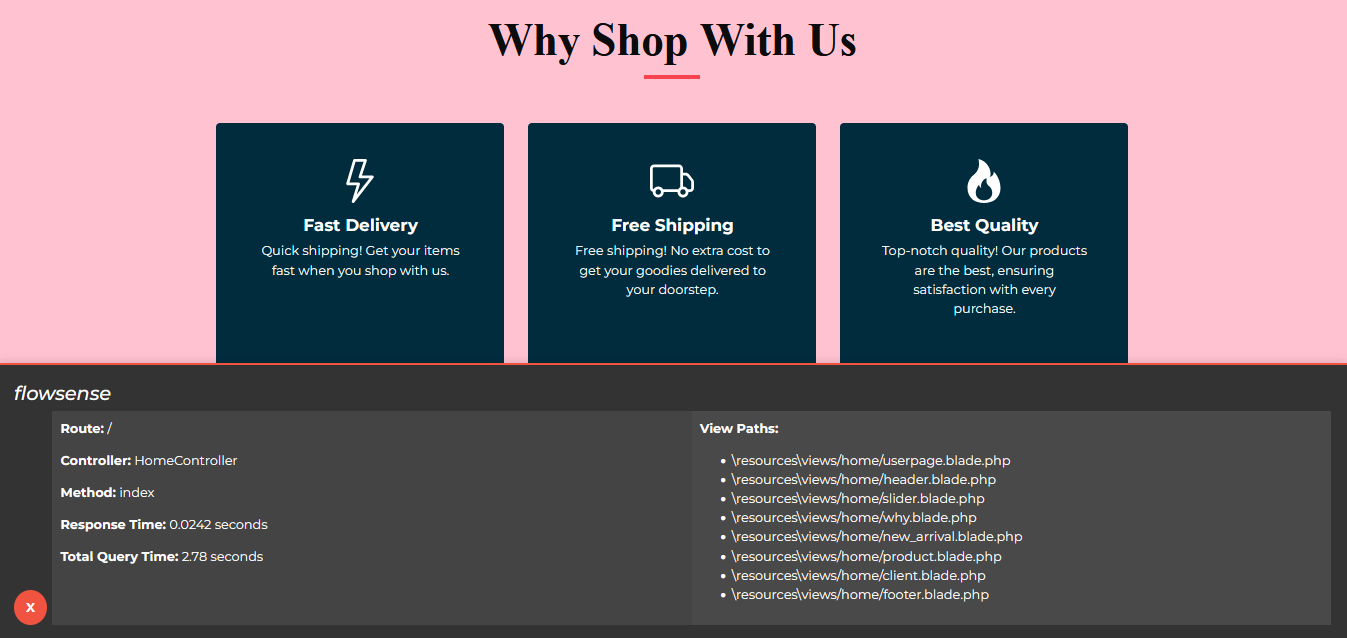 Why Shop With Us
Fast Delivery
Quick shipping! Get your items
fast when you shop with us.
Free Shipping
Free shipping! No extra cost to
get your goodies delivered to
your doorstep.
Best Quality
Top-notch quality! Our products
are the best, ensuring
satisfaction with every
purchase.
flowsense
Route: /
Controller: HomeController
Method: index
Response Time: 0.0242 seconds
Total Query Time: 2.78 seconds
View Paths:
• \resources\views/home/userpage.blade.php
• \resources\views/home/header.blade.php
• \resources\views/home/slider.blade.php
• \resources\views/home/why.blade.php
• \resources\views/home/new_arrival.blade.php
• \resources\views/home/product.blade.php
• \resources\views/home/client.blade.php
• \resources\views/home/footer.blade.php
X